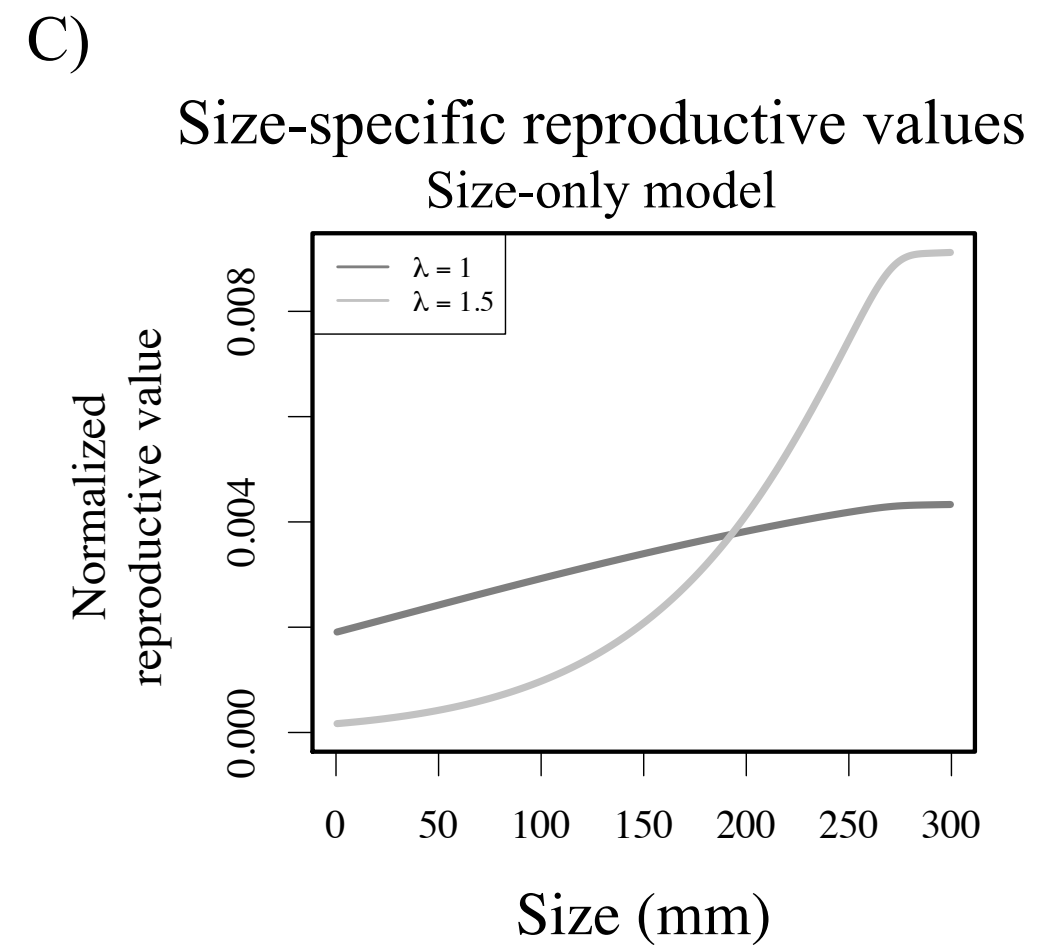 C)
Size-specific reproductive values
Size-only model
λ = 1
λ = 1.5
Normalized
reproductive value
0.008
0.004
0.000
0 50 100 150 200 250 300
Size (mm)